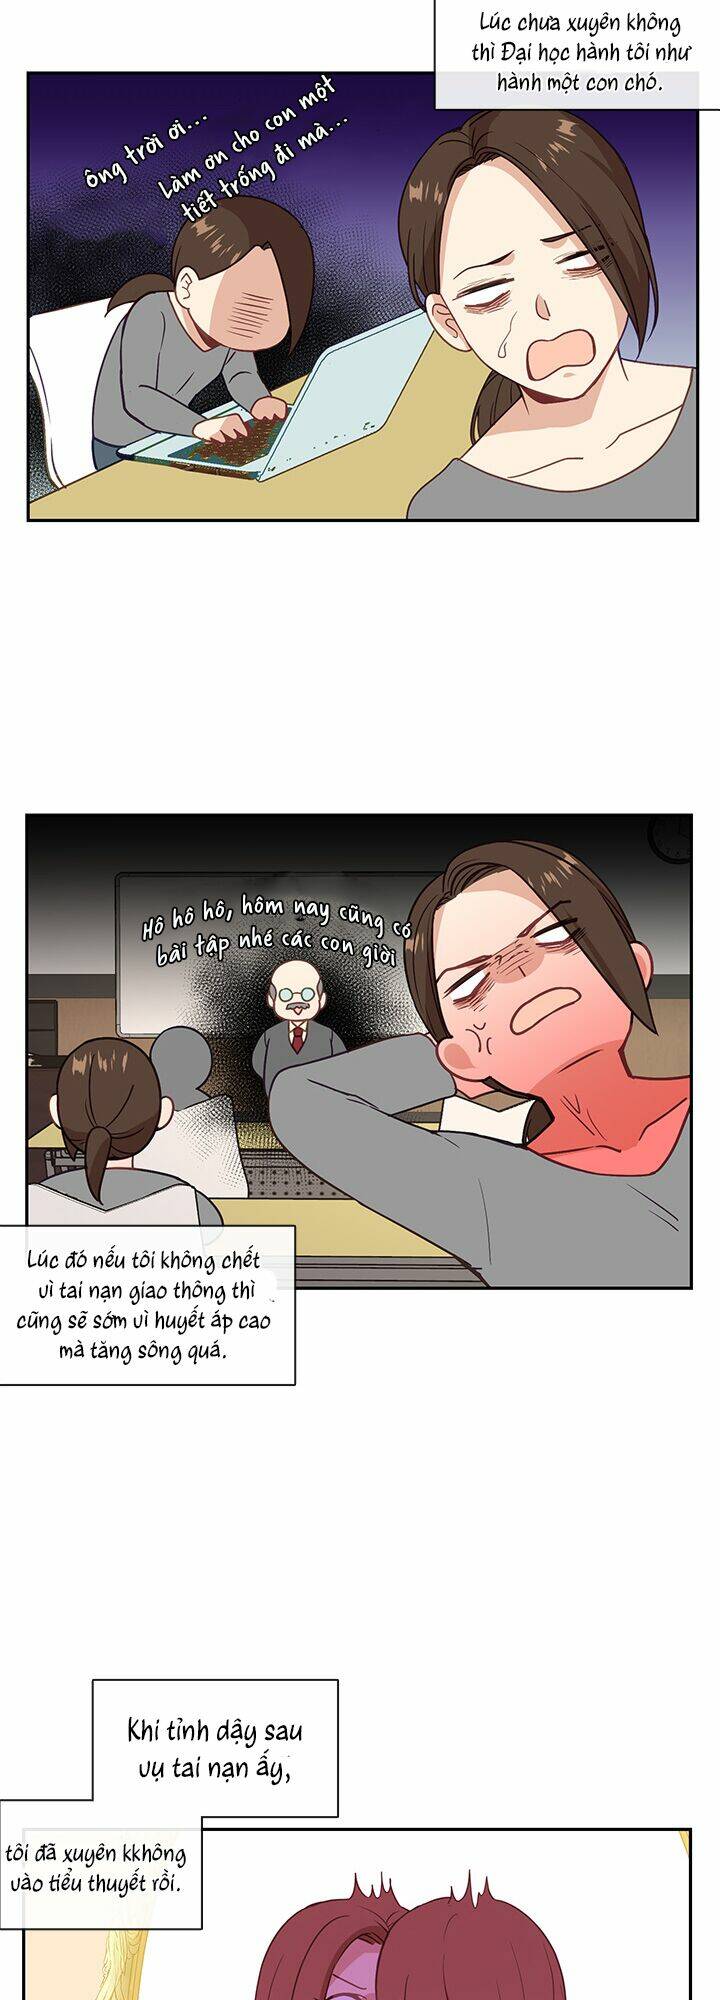 Lúc chưa xuyên không
thì Đại học hành tôi như
hành một con chó.
ông trời ơi...
Làm ơn cho con một
tiết trống đi mà...
Hô hô hô, hôm nay cũng có
bài tập nhé các con giời
Lúc đó nếu tôi không chết
vì tai nạn giao thông thì
cũng sẽ sớm vì huyết áp cao
mà tăng sông quá.
Khi tỉnh dậy sau
vụ tai nạn ấy,
tôi đã xuyên kkhông
vào tiểu thuyết rồi.